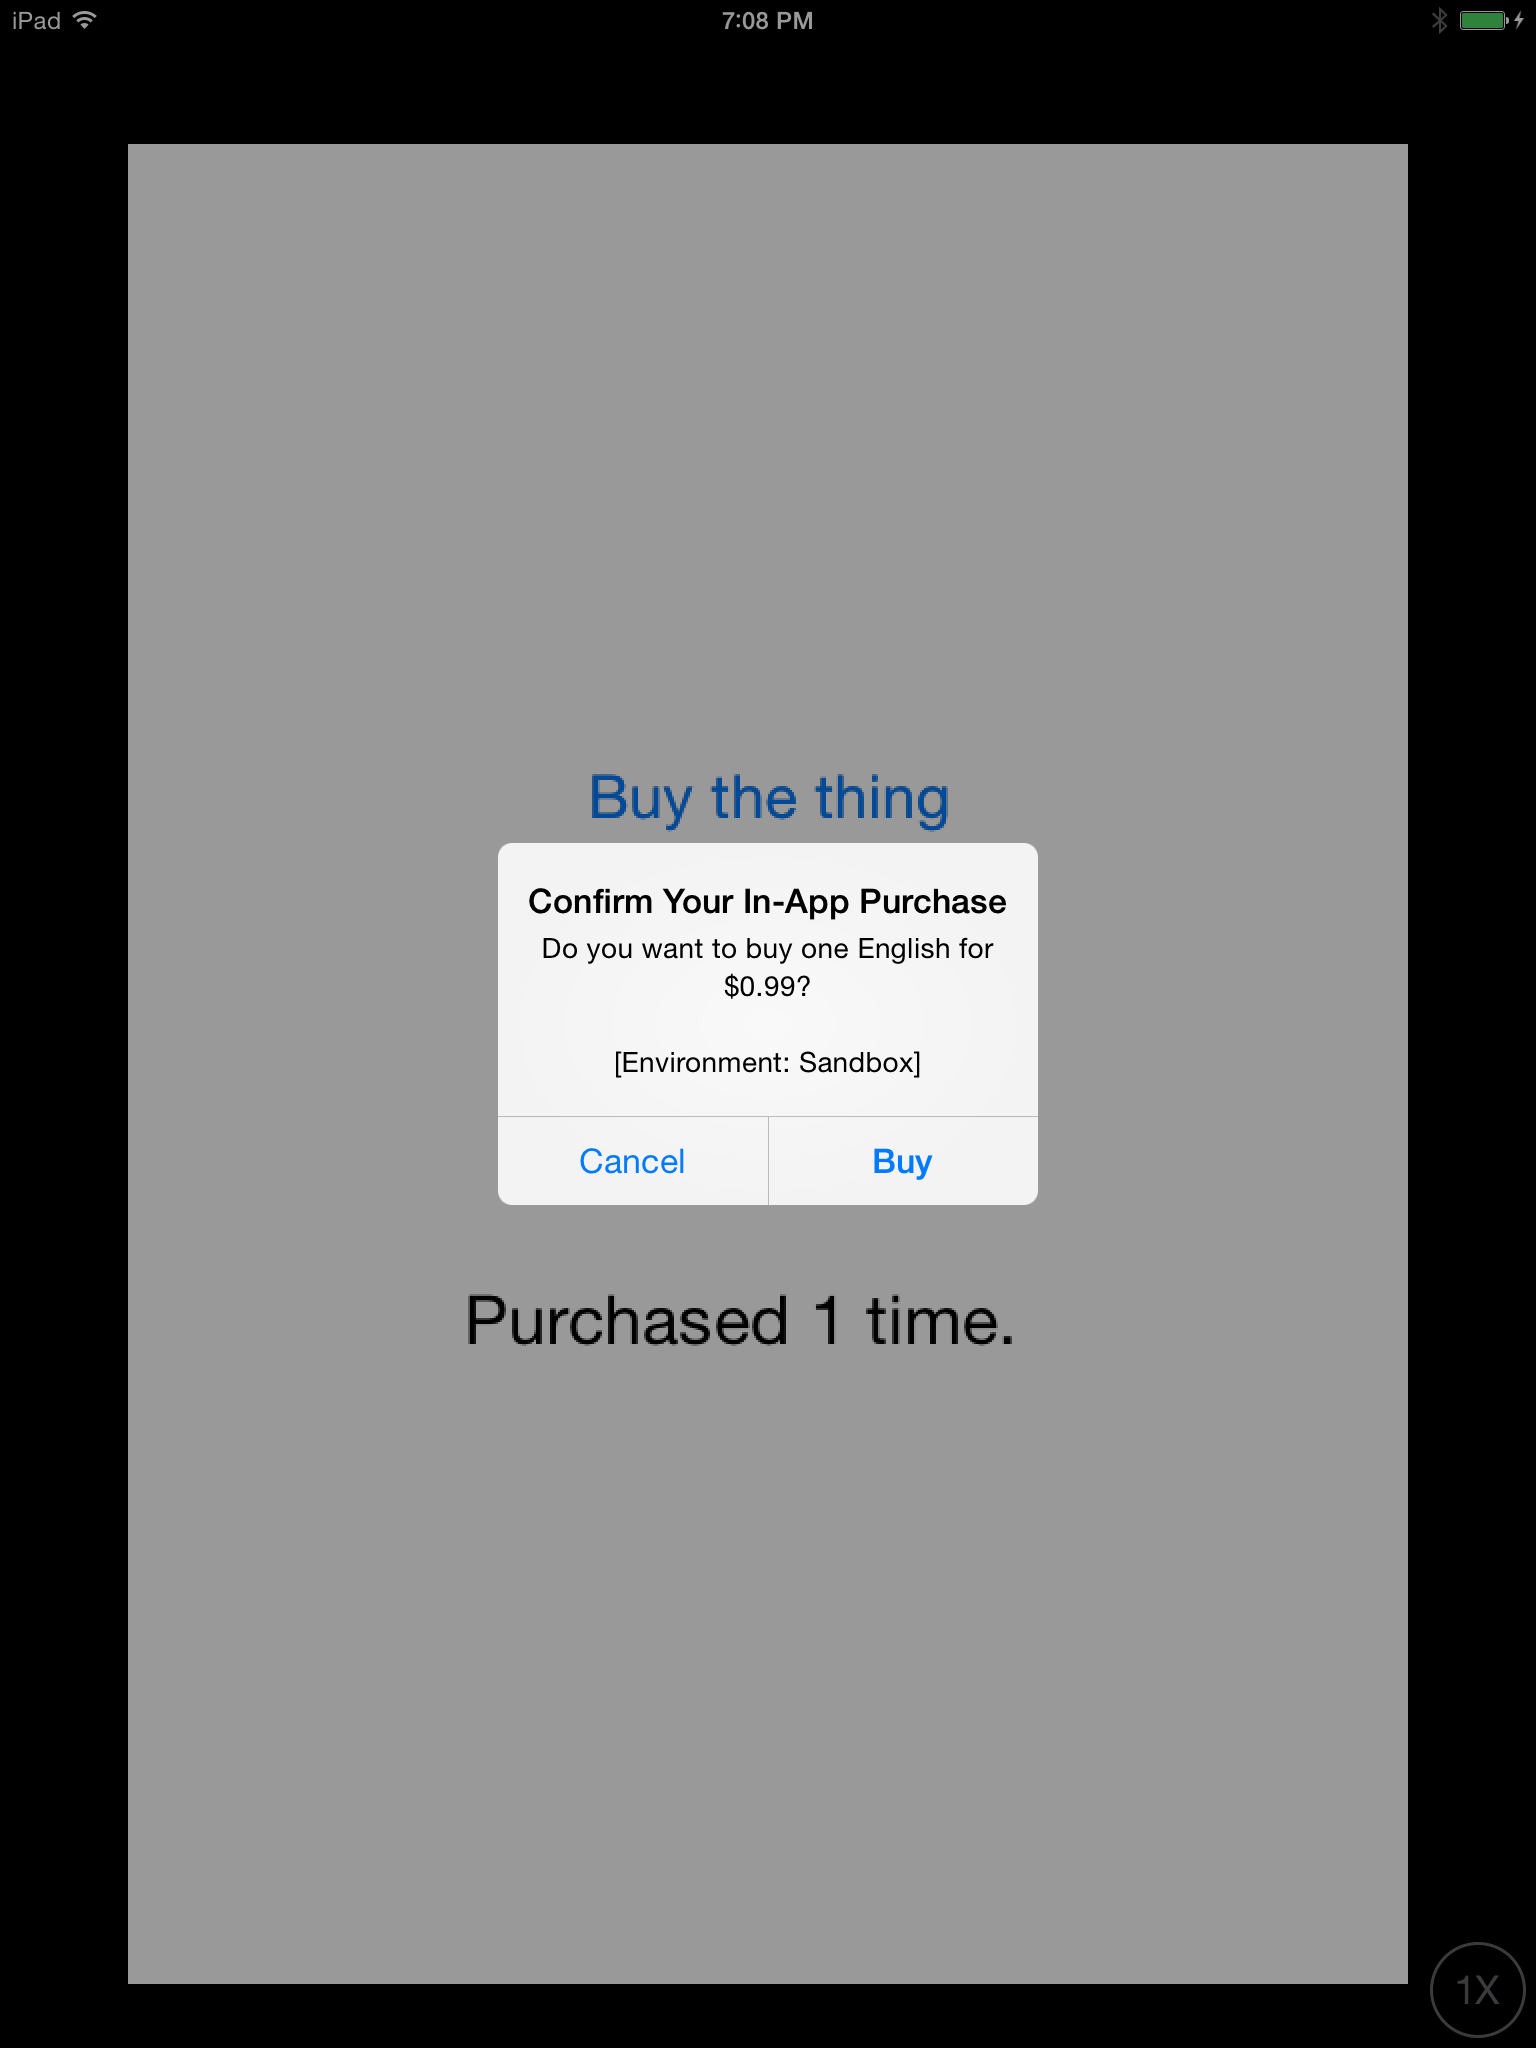 iPad
7:08 PM
Buy the thing
Confirm Your In-App Purchase
Do you want to buy one English for
$0.99?
[Environment: Sandbox]
Cancel
Buy
Purchased 1 time.
1X